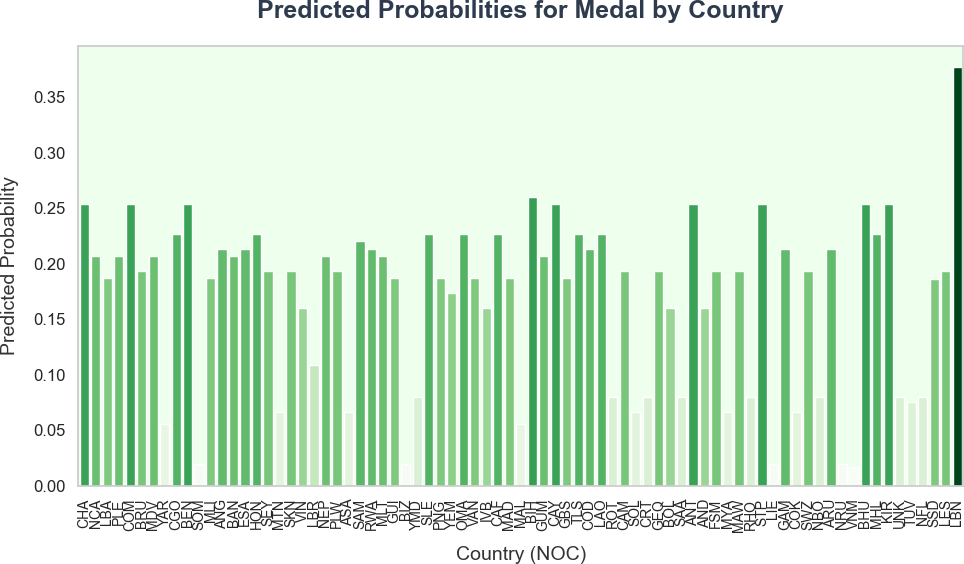 Predicted Probabilities for Medal by Country
Predicted Probability
0.35
0.30
0.25
0.20
0.15
0.10
0.05
0.00
CHA NCA LBA PLE COM BRU MDV YAR CGO BEN SOM MLI ANG BAN ESA HON SEY MTN SKN VIN LBR NEP PLW ASA SAM RWA MLT GUI BIZ YMD SLE PNG YEM OMA VAN IVB CAF MAD MAL BIH GUM CAY GBS TLS COD LAO ROT CAM SOL CRT GEQ BOL SAA ANT AND FSM MYA MAW RHO STP LIE GAM COK SWZ NBO ARU NRU VNM BHU MHL KIR UNK TUV NFL SSD LES LBN
Country (NOC)